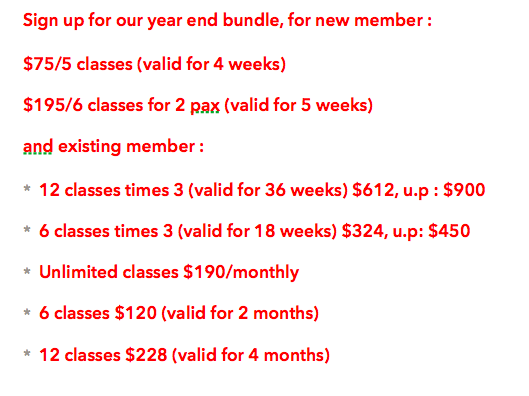 Sign up for our year end bundle, for new member :
$75/5 classes (valid for 4 weeks)
$195/6 classes for 2 pax (valid for 5 weeks)
and existing member :
* 12 classes times 3 (valid for 36 weeks) $612, u.p : $900
* 6 classes times 3 (valid for 18 weeks) $324, u.p: $450
* Unlimited classes $190/monthly
* 6 classes $120 (valid for 2 months)
* 12 classes $228 (valid for 4 months)